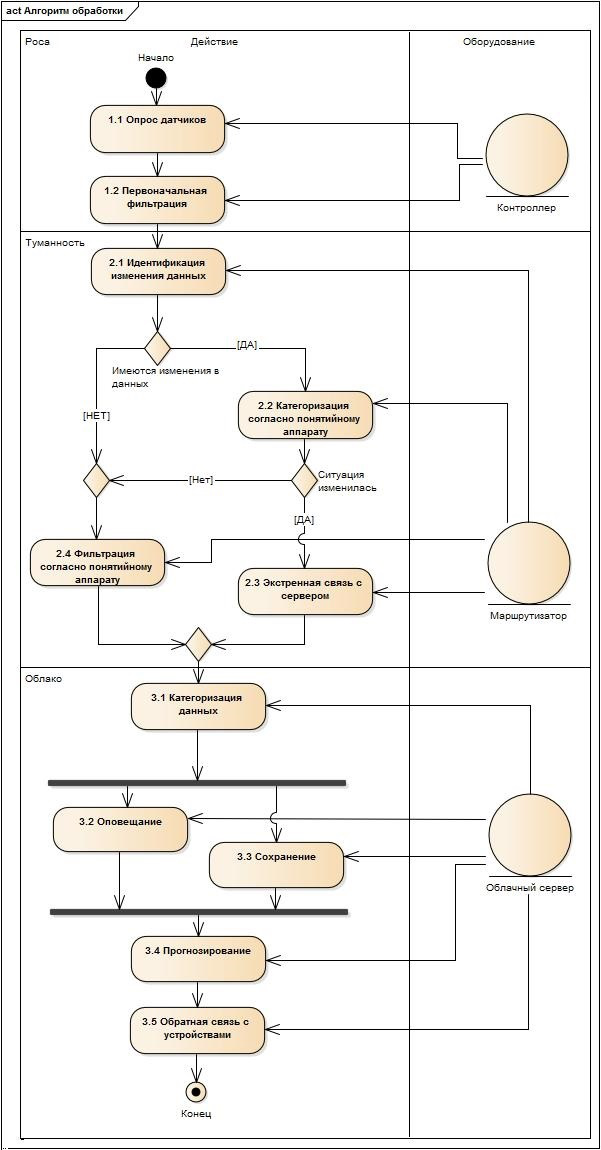 act Алгоритм обработки
Роса
Действие
Оборудование
Начало
1.1 Опрос датчиков
1.2 Первоначальная
фильтрация
Контроллер
Туманность
2.1 Идентификация
изменения данных
[ДА]
Имеются изменения в
данных
[НЕТ]
2.2 Категоризация
согласно понятийному
аппарату
[Нет]
Ситуация
изменилась
[ДА]
2.4 Фильтрация
согласно понятийному
аппарату
2.3 Экстренная связь с
сервером
Маршрутизатор
Облако
3.1 Категоризация
данных
3.2 Оповещание
3.3 Сохранение
Облачный сервер
3.4 Прогнозирование
3.5 Обратная связь с
устройствами
Конец